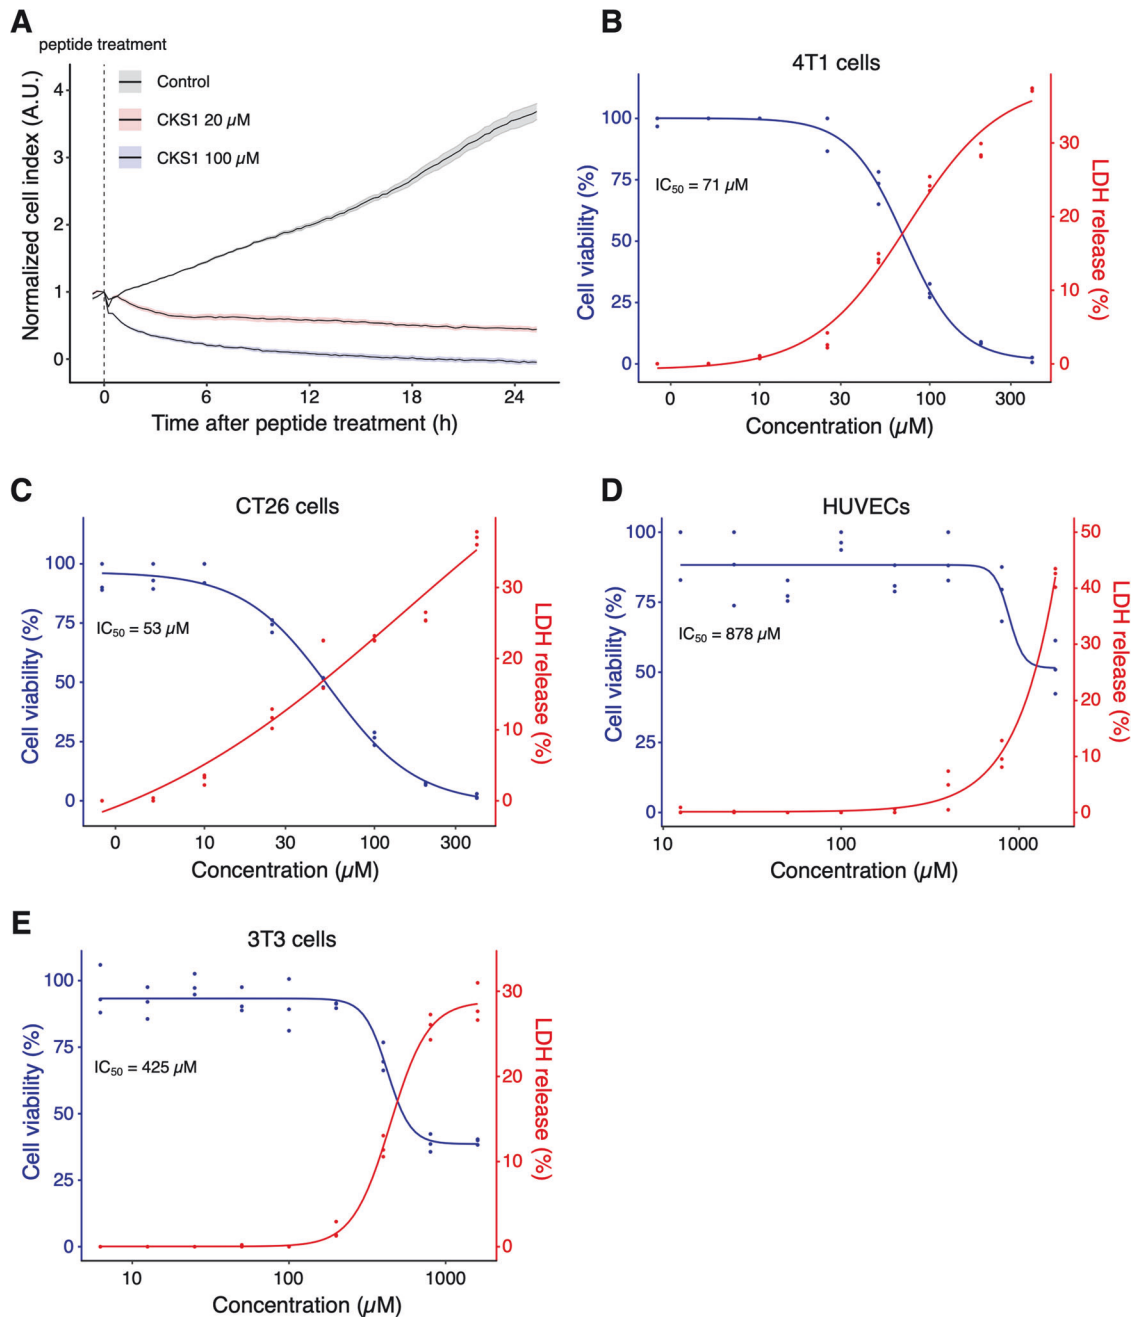 A
peptide treatment
Control
CKS1 20 µM
CKS1 100 µM
Normalized cell index (A.U.)
4
3
2
1
0
0 6 12 18 24
Time after peptide treatment (h)
B
4T1 cells
Cell viability (%)
100
75
50
25
0
IC50 = 71 µM
LDH release (%)
30
20
10
0
0 10 30 100 300
Concentration (µM)
C
CT26 cells
Cell viability (%)
100
75
50
25
0
IC50 = 53 µM
LDH release (%)
30
20
10
0
0 10 30 100 300
Concentration (µM)
D
HUVECs
Cell viability (%)
100
75
50
25
0
IC50 = 878 µM
LDH release (%)
50
40
30
20
10
0
10 100 1000
Concentration (µM)
E
3T3 cells
Cell viability (%)
100
75
50
25
0
IC50 = 425 µM
LDH release (%)
30
20
10
0
10 100 1000
Concentration (µM)